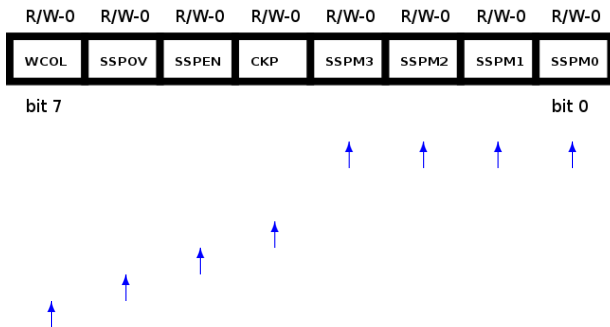 R/W-0 R/W-0 R/W-0 R/W-0 R/W-0 R/W-0 R/W-0 R/W-0
WCOL SSPOV SSPEN CKP SSPM3 SSPM2 SSPM1 SSPM0
bit 7 bit 0